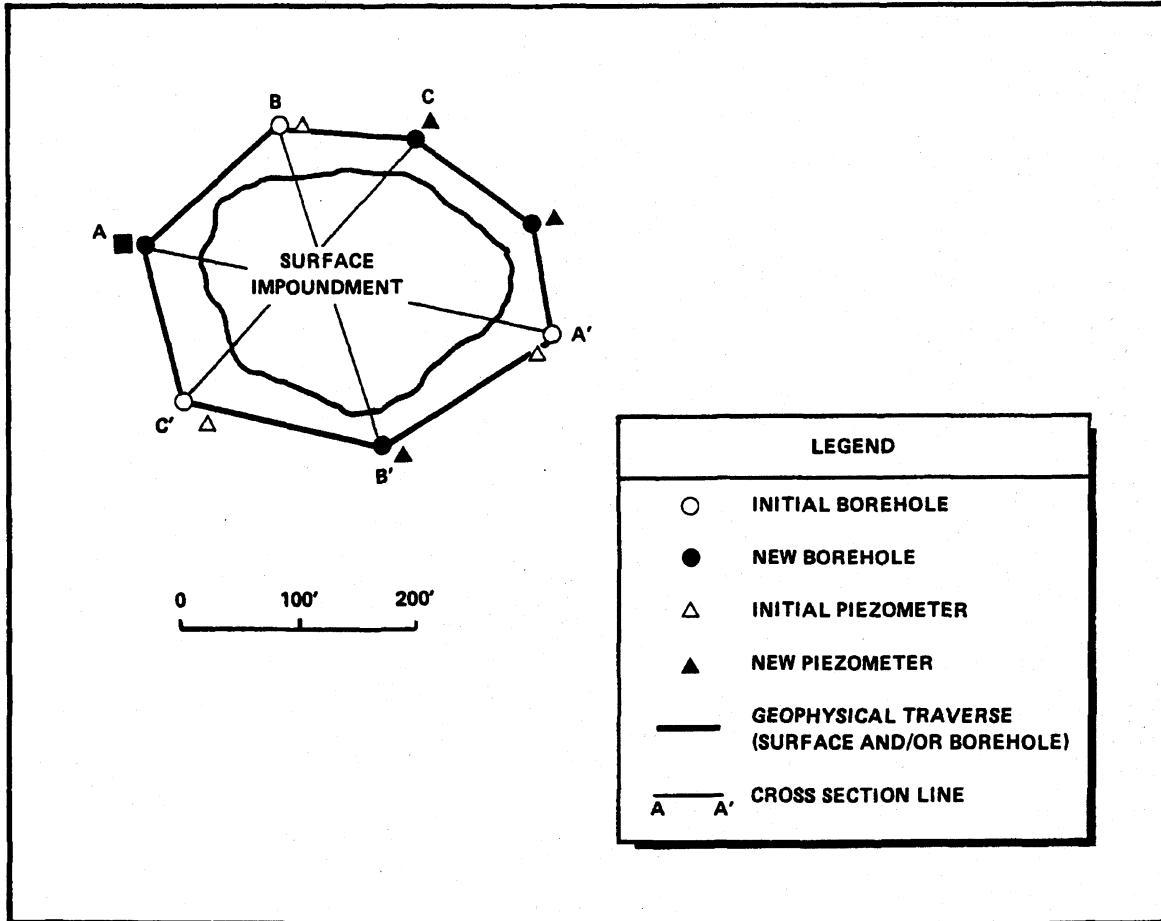 B
C
A
SURFACE
IMPOUNDMENT
A'
C'
B'
0 100' 200'
LEGEND
INITIAL BOREHOLE
NEW BOREHOLE
INITIAL PIEZOMETER
NEW PIEZOMETER
GEOPHYSICAL TRAVERSE
(SURFACE AND/OR BOREHOLE)
A A' CROSS SECTION LINE